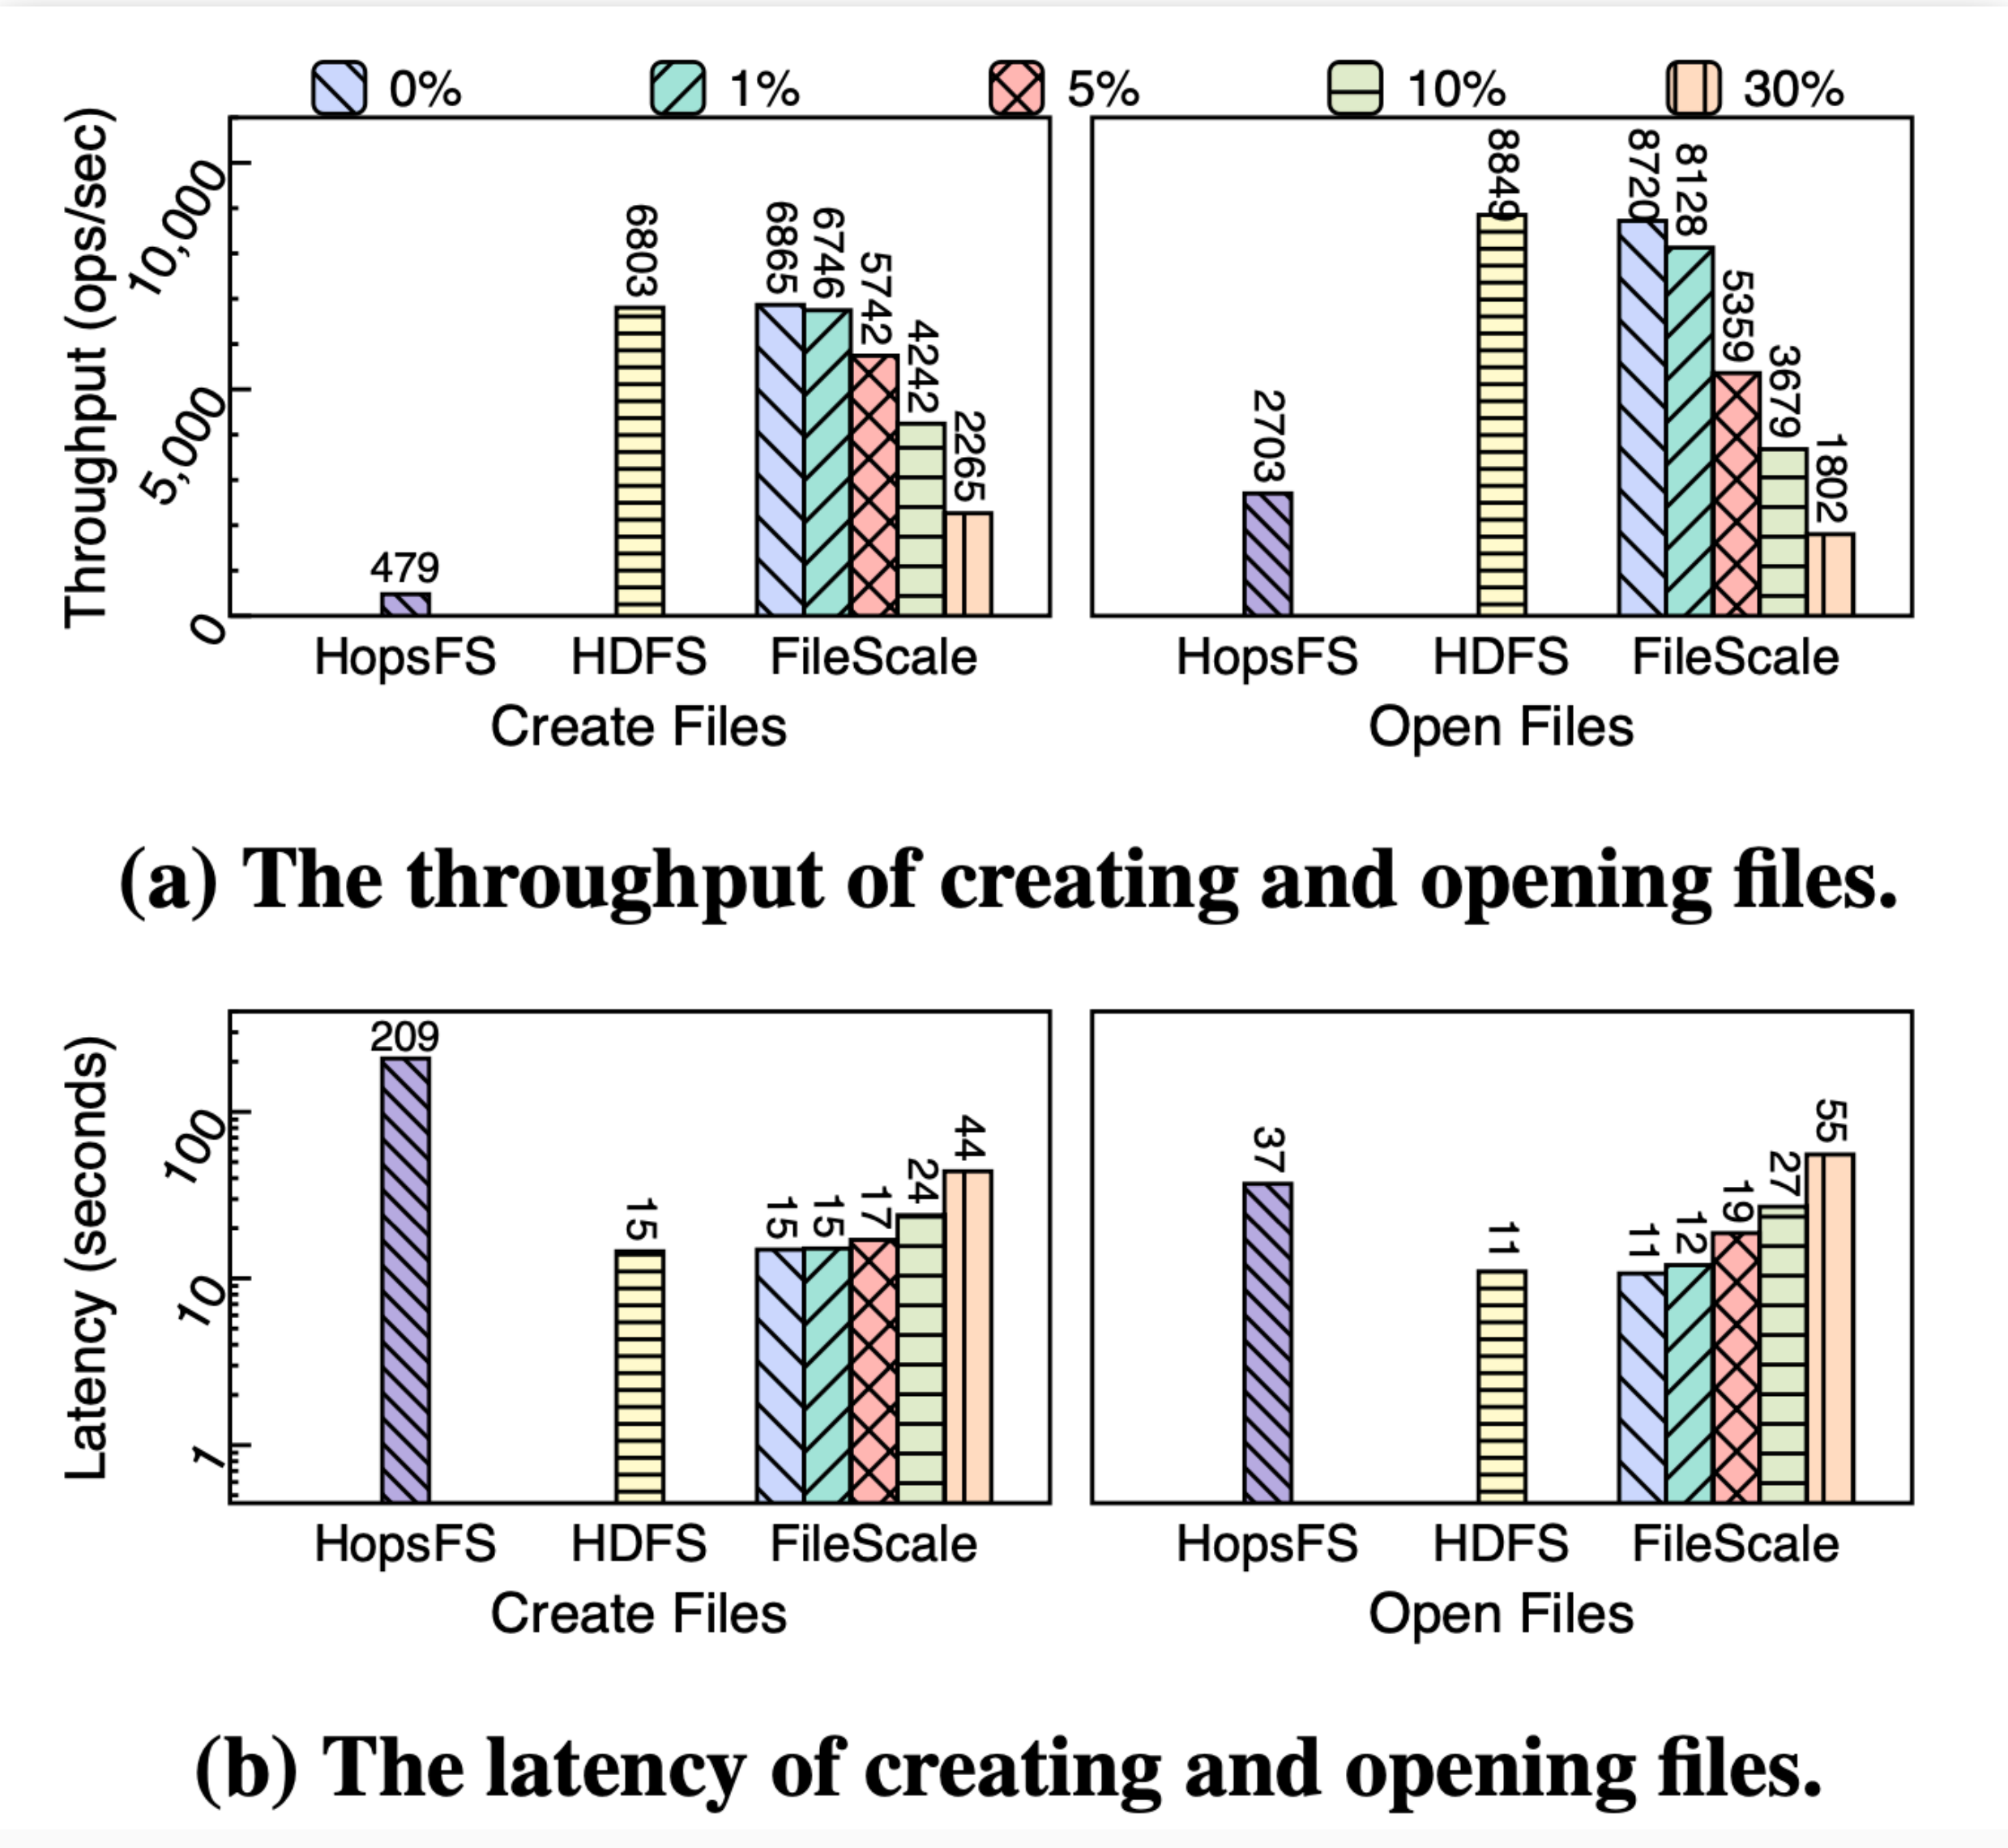 0% 1% 5% 10% 30%
Throughput (ops/sec)
10,000
5,000
0
479
6803
6865
6746
5742
4242
2265
HopsFS HDFS FileScale
Create Files
2703
8849
8720
8128
5359
3679
1802
HopsFS HDFS FileScale
Open Files
(a) The throughput of creating and opening files.
Latency (seconds)
100
10
1
209
15
15
15
17
24
44
HopsFS HDFS FileScale
Create Files
37
11
11
12
19
27
55
HopsFS HDFS FileScale
Open Files
(b) The latency of creating and opening files.